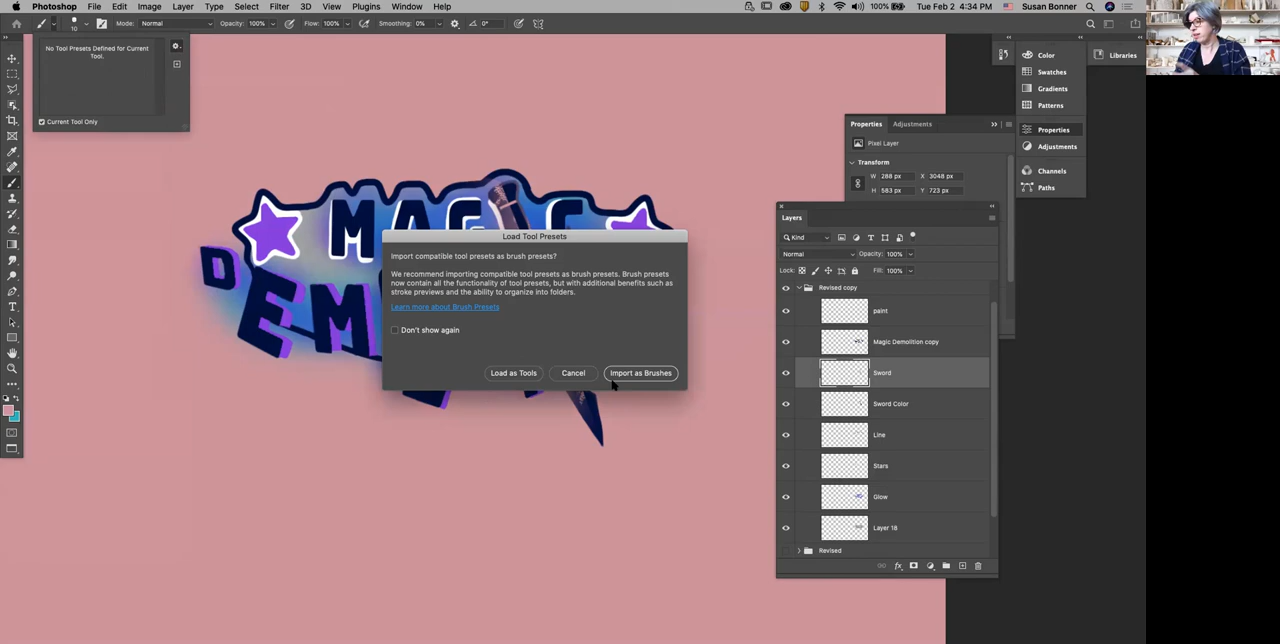 Photoshop File Edit Image Layer Type Select Filter 3D View Plugins Window Help 100% Tue Feb 2 4:34 PM Susan Bonner
10 Mode: Normal Opacity: 100% Flow: 100% Smoothing: 0% 0°
No Tool Presets Defined for Current
Tool.
Current Tool Only
Color
Libraries
Swatches
Gradients
Patterns
Properties
Adjustments
Channels
Paths
Properties Adjustments
Pixel Layer
Transform
W 288 px X 3048 px
H 583 px Y 723 px
Layers
Kind
Normal Opacity: 100%
Lock: Fill: 100%
Revised copy
paint
Magic Demolition copy
Sword
Sword Color
Line
Stars
Glow
Layer 18
Revised
fx
MAG C
DEM
Load Tool Presets
Import compatible tool presets as brush presets?
We recommend importing compatible tool presets as brush presets. Brush presets
now contain all the functionality of tool presets, but with additional benefits such as
stroke previews and the ability to organize into folders.
Learn more about Brush Presets
Don't show again
Load as Tools Cancel Import as Brushes